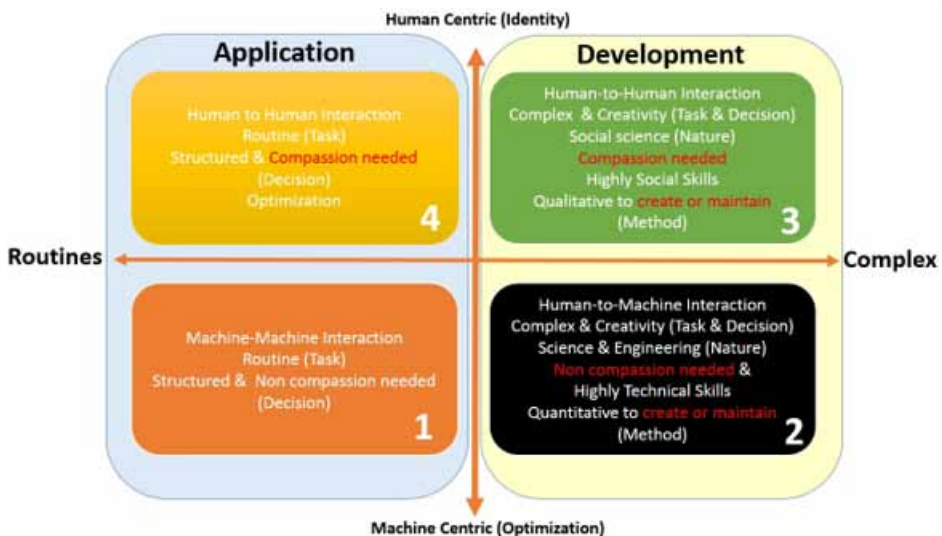 Human Centric (Identity)
Application
Human to Human Interaction
Routine (Task)
Structured & Compassion needed
(Decision)
Optimization
4
Development
Human-to-Human Interaction
Complex & Creativity (Task & Decision)
Social science (Nature)
Compassion needed
Highly Social Skills
Qualitative to create or maintain
(Method)
3
Routines
Complex
Machine-Machine Interaction
Routine (Task)
Structured & Non compassion needed
(Decision)
1
Human-to-Machine Interaction
Complex & Creativity (Task & Decision)
Science & Engineering (Nature)
Non compassion needed &
Highly Technical Skills
Quantitative to create or maintain
(Method)
2
Machine Centric (Optimization)